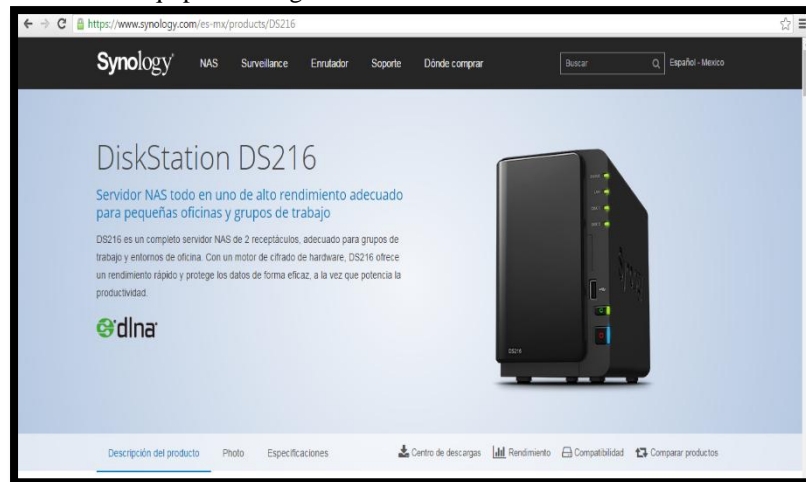 https://www.synology.com/es-mx/products/DS216
Synology NAS Surveillance Enrutador Soporte Dónde comprar Buscar Español - Mexico
DiskStation DS216
Servidor NAS todo en uno de alto rendimiento adecuado
para pequeñas oficinas y grupos de trabajo
DS216 es un completo servidor NAS de 2 receptáculos, adecuado para grupos de
trabajo y entornos de oficina. Con un motor de cifrado de hardware, DS216 ofrece
un rendimiento rápido y protege los datos de forma eficaz, a la vez que potencia la
productividad.
dlna
DS216
Descripción del producto Photo Especificaciones Centro de descargas Rendimiento Compatibilidad Comparar productos